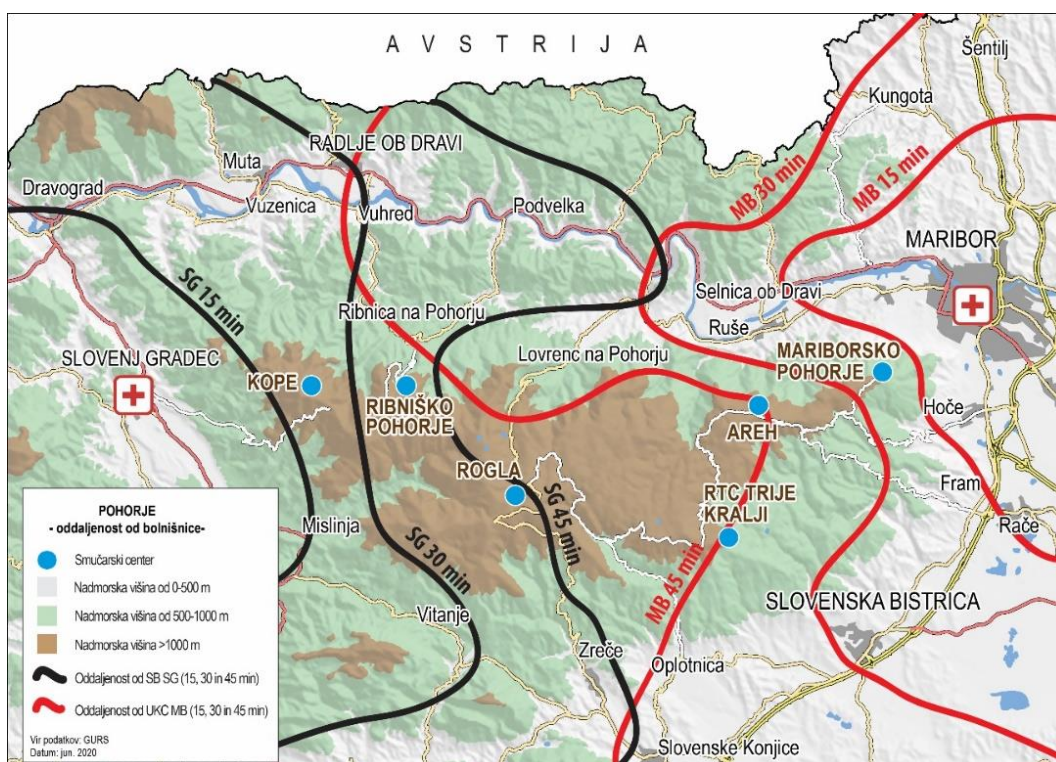 AVSTRIJA
Šentilj
Kungota
MB 30 min
MB 15 min
RADLJE OB DRAVI
Muta
Dravograd
Vuzenica
Vuhred
Podvelka
MARIBOR
SG 15 min
Selnica ob Dravi
Ribnica na Pohorju
Ruše
SLOVENJ GRADEC
Lovrenc na Pohorju
MARIBORSKO
POHORJE
KOPE
RIBNIŠKO
POHORJE
Hoče
AREH
ROGLA
RTC TRIJE
KRALJI
Fram
Rače
SG 45 min
Mislinja
SG 30 min
MB 45 min
Vitanje
SLOVENSKA BISTRICA
Zreče
Oplotnica
Slovenske Konjice
POHORJE
- oddaljenost od bolnišnice-
Smučarski center
Nadmorska višina od 0-500 m
Nadmorska višina od 500-1000 m
Nadmorska višina >1000 m
Oddaljenost od SB SG (15, 30 in 45 min)
Oddaljenost od UKC MB (15, 30 in 45 min)
Vir podatkov: GURS
Datum: jun. 2020